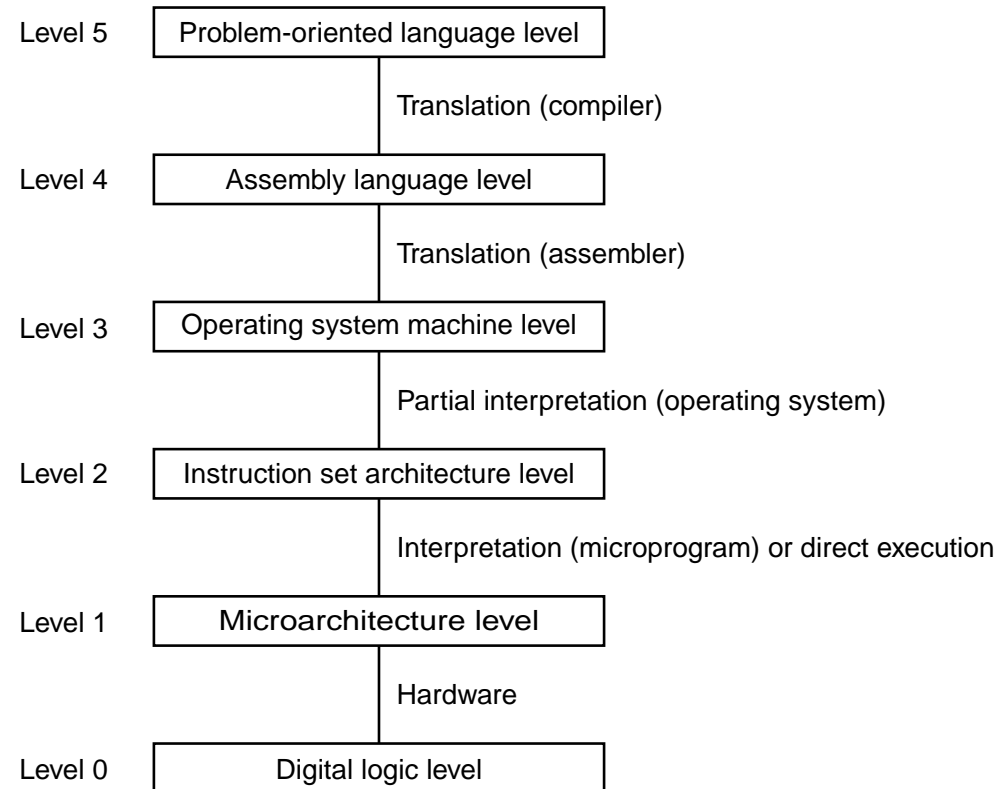 Level 5
Problem-oriented language level
Translation (compiler)
Level 4
Assembly language level
Translation (assembler)
Level 3
Operating system machine level
Partial interpretation (operating system)
Level 2
Instruction set architecture level
Interpretation (microprogram) or direct execution
Level 1
Microarchitecture level
Hardware
Level 0
Digital logic level